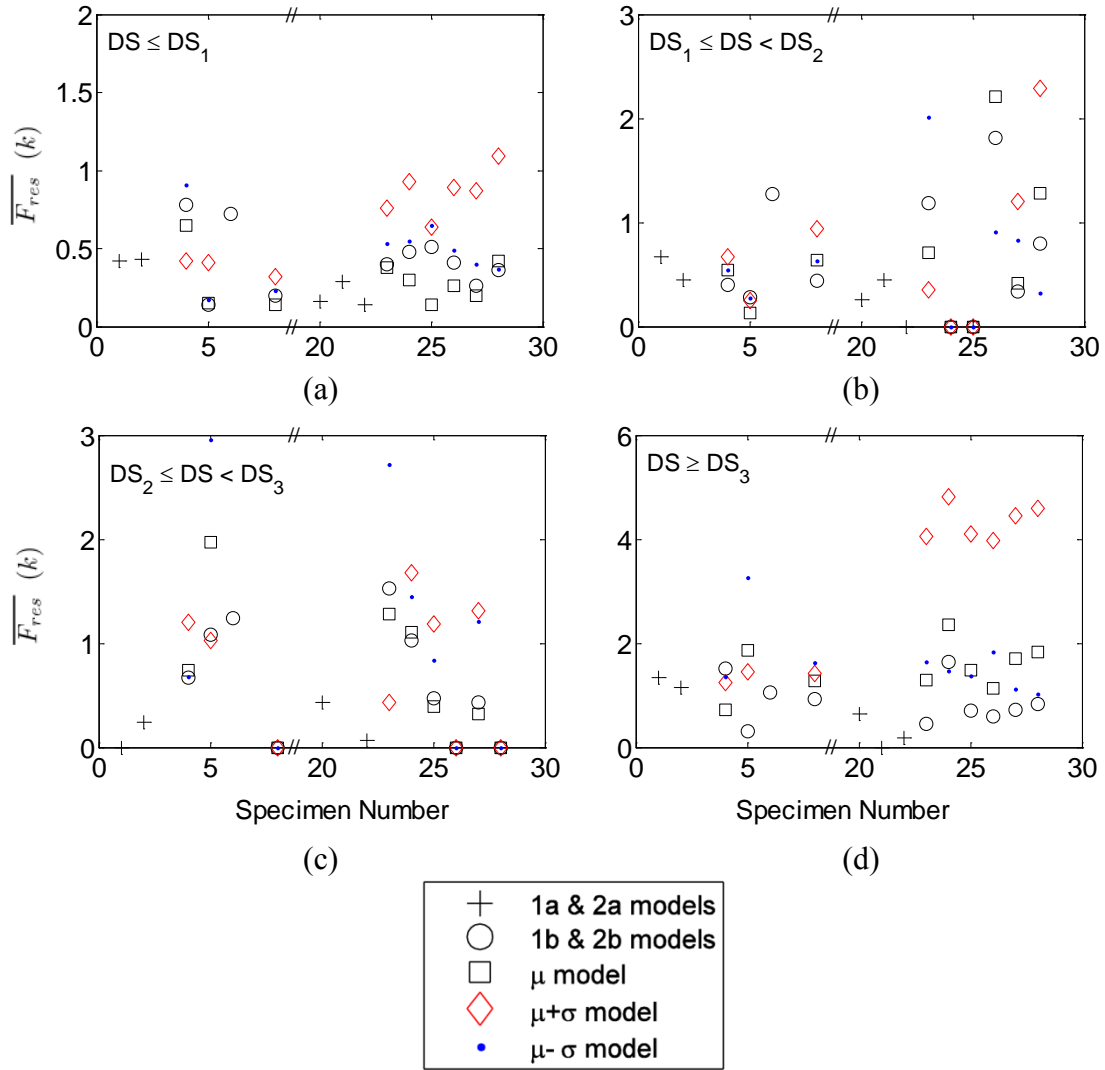 DS ≤ DS₁
2
1.5
1
0.5
0
F_res (k)
0 5 20 25 30
(a)
DS₁ ≤ DS < DS₂
3
2
1
0
0 5 20 25 30
(b)
DS₂ ≤ DS < DS₃
3
2
1
0
F_res (k)
0 5 20 25 30
Specimen Number
(c)
DS ≥ DS₃
6
4
2
0
0 5 20 25 30
Specimen Number
(d)
1a & 2a models
1b & 2b models
μ model
μ+σ model
μ- σ model